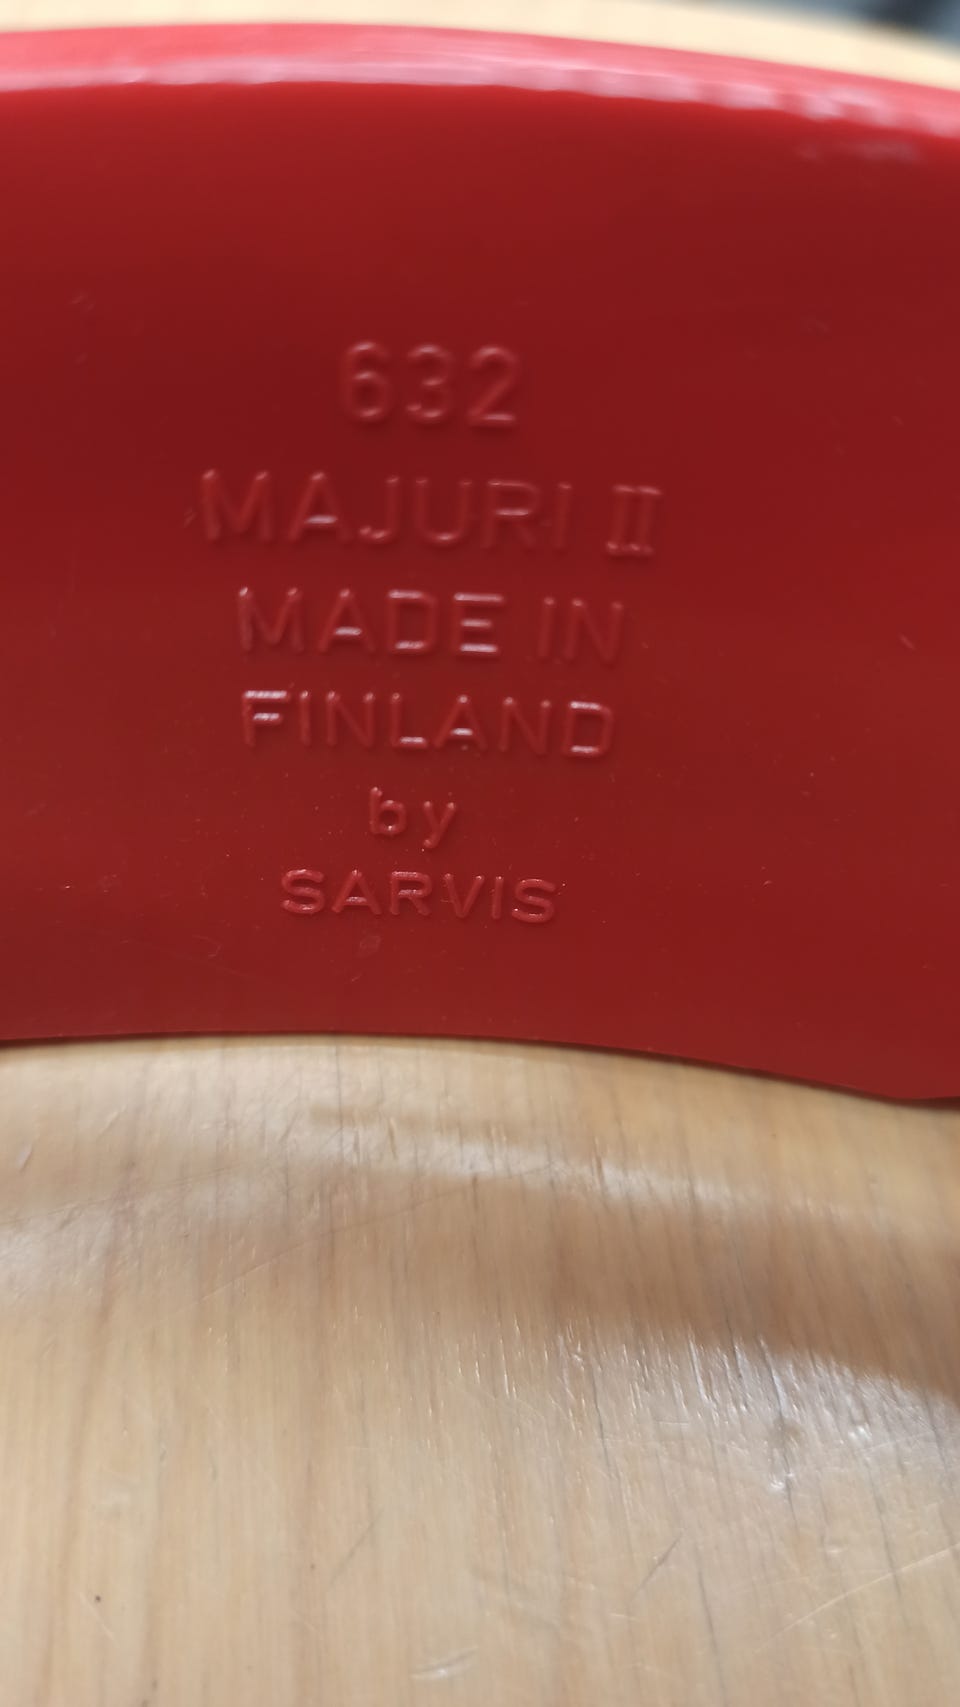 632
MAJURI II
MADE IN
FINLAND
by
SARVIS